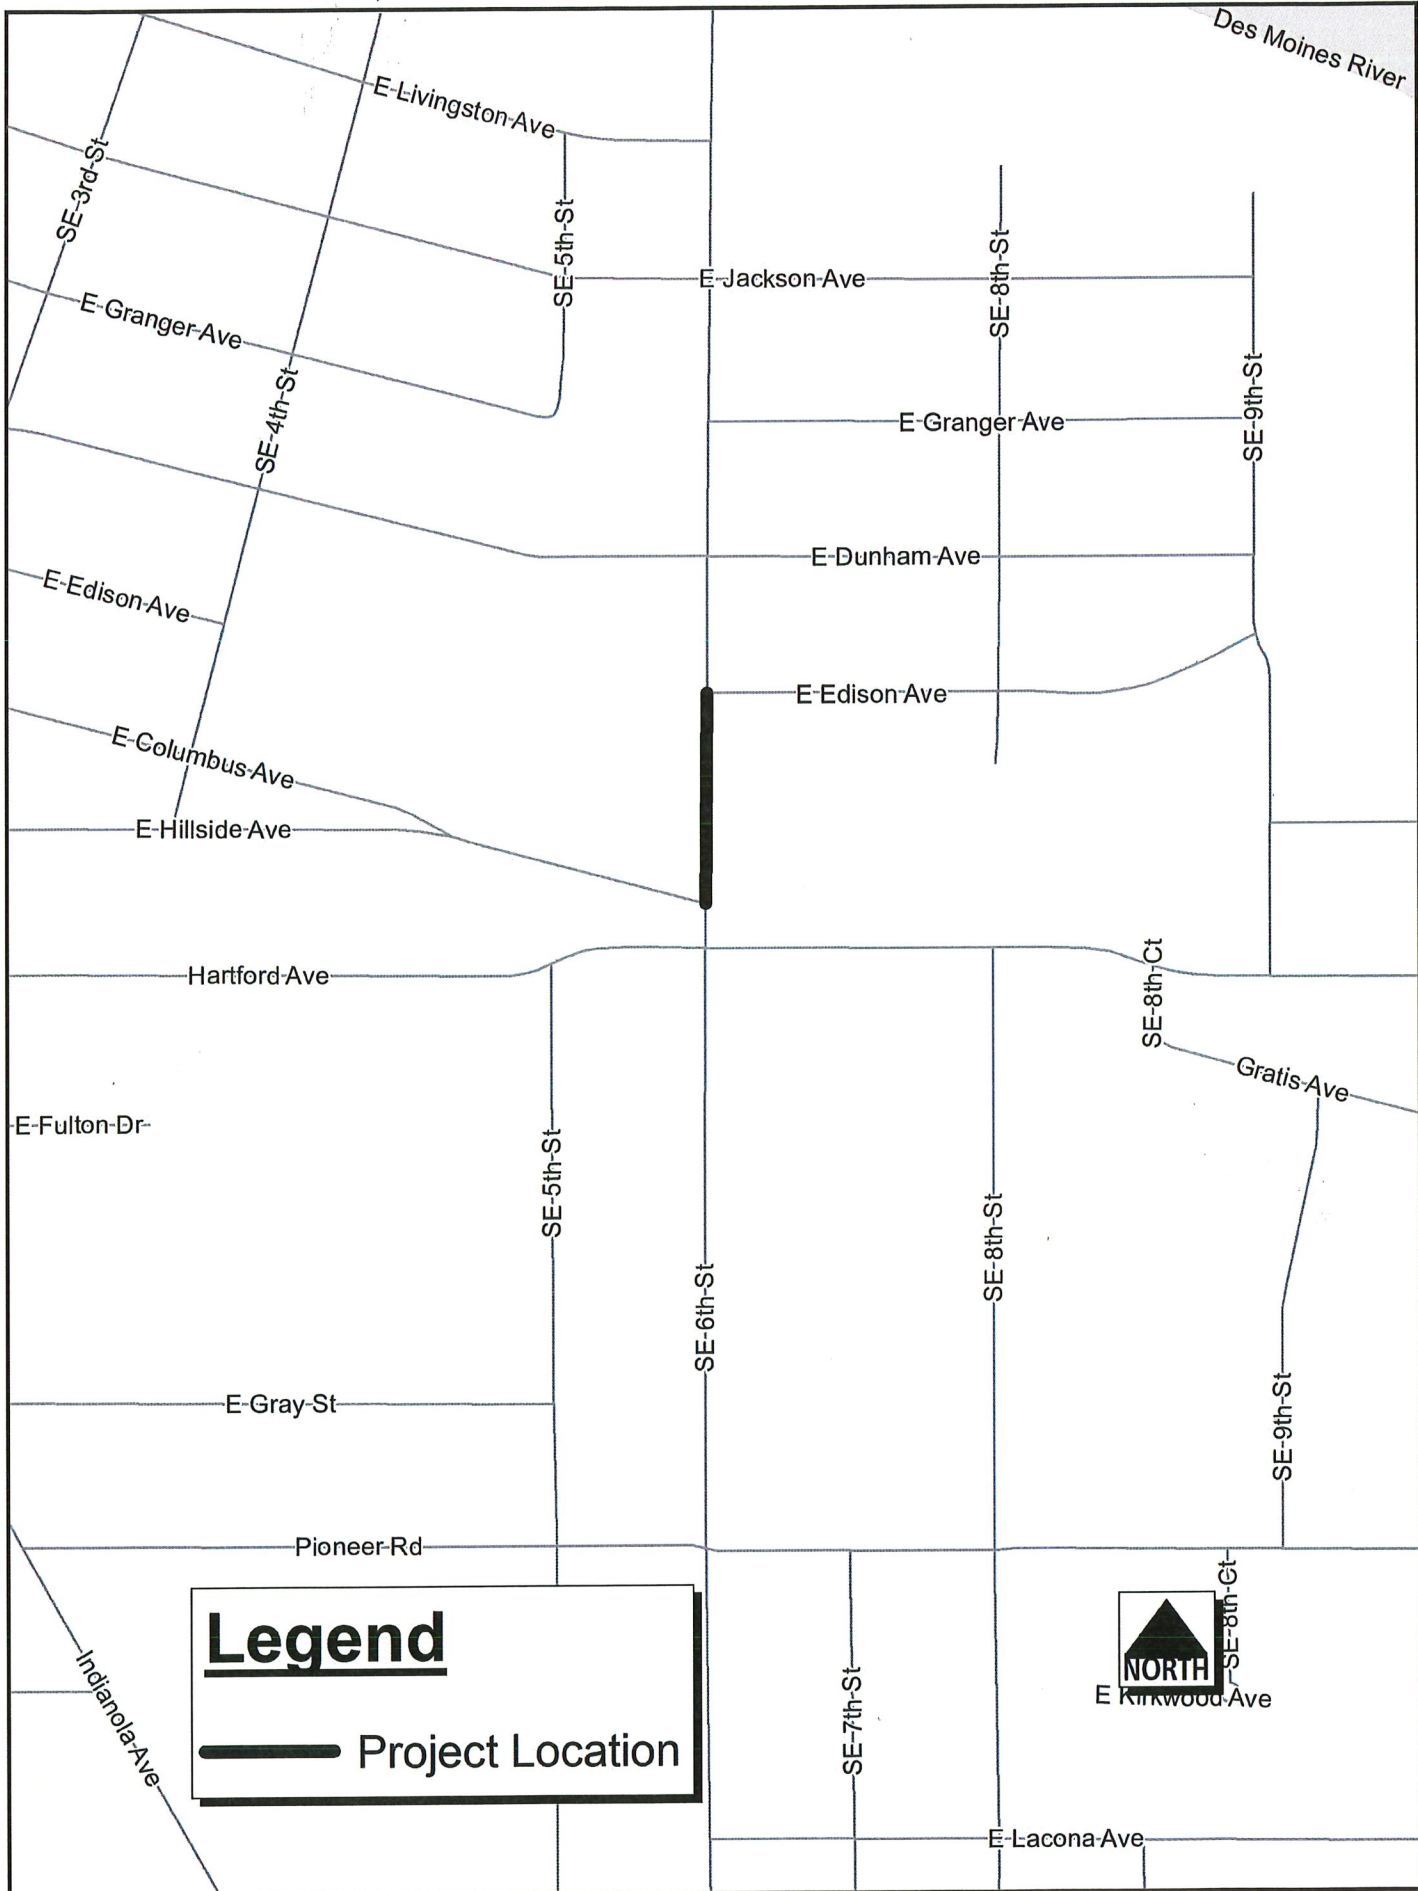 Des Moines River
E Livingston Ave
SE 3rd St
SE 5th St
E Jackson Ave
SE 8th St
E Granger Ave
SE 4th St
E Granger Ave
SE 9th St
E Dunham Ave
E Edison Ave
E Edison Ave
E Columbus Ave
E Hillside Ave
Hartford Ave
SE 8th Ct
Gratis Ave
E Fulton Dr
SE 5th St
SE 8th St
SE 6th St
E Gray St
SE 9th St
Pioneer Rd
Legend
Project Location
Indianola Ave
SE 7th St
NORTH
SE 8th Ct
E Kirkwood Ave
E Lacona Ave